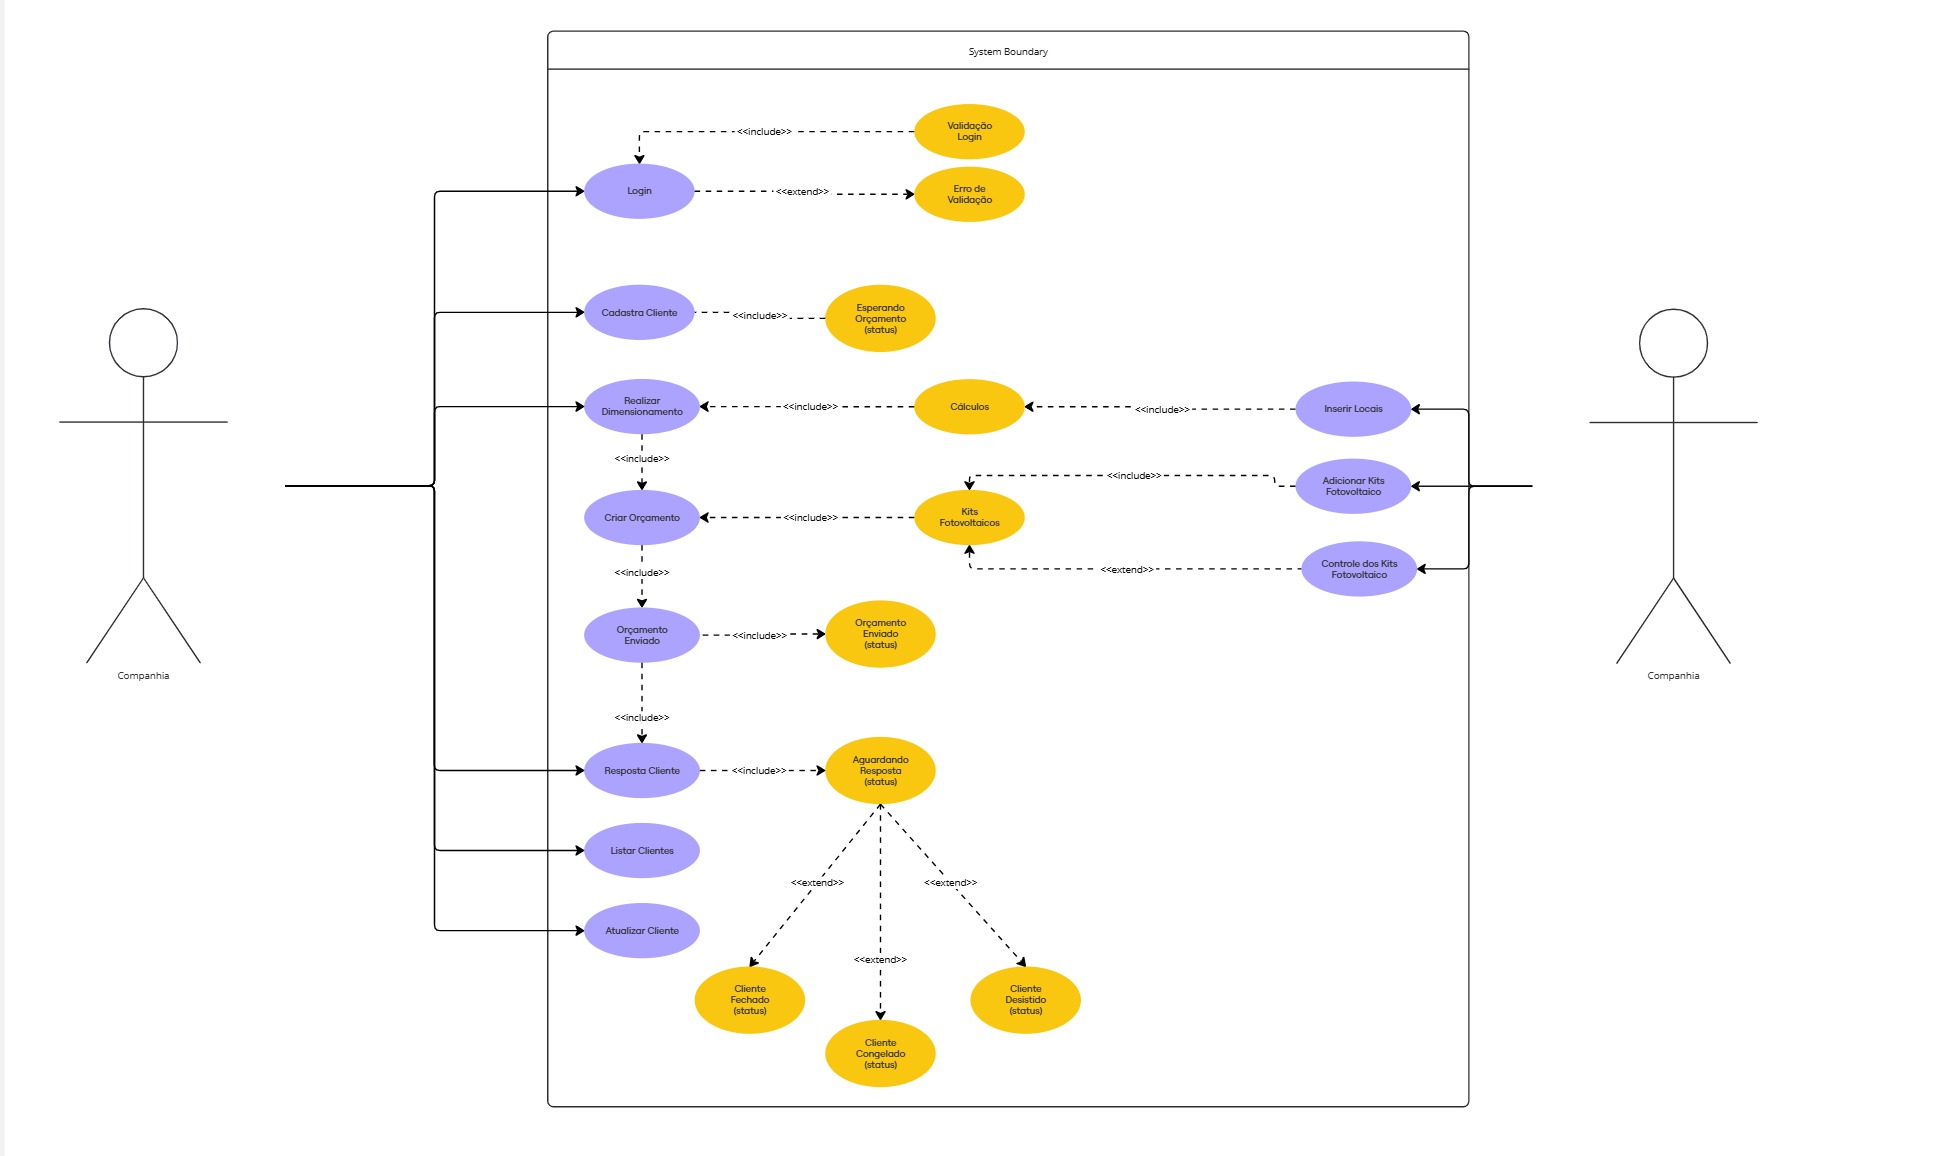 System Boundary
Validação
Login
<<include>>
Login
<<extend>>
Erro de
Validação
Cadastra Cliente
<<include>>
Esperando
Orçamento
(status)
Realizar
Dimensionamento
<<include>>
Cálculos
<<include>>
Inserir Locais
<<include>>
<<include>>
Adicionar Kits
Fotovoltaico
Criar Orçamento
<<include>>
Kits
Fotovoltaicos
<<include>>
<<extend>>
Controle dos Kits
Fotovoltaico
Orçamento
Enviado
<<include>>
Orçamento
Enviado
(status)
Companhia
Companhia
<<include>>
Resposta Cliente
<<include>>
Aguardando
Resposta
(status)
Listar Clientes
<<extend>>
<<extend>>
Atualizar Cliente
<<extend>>
Cliente
Fechado
(status)
Cliente
Desistido
(status)
Cliente
Congelado
(status)